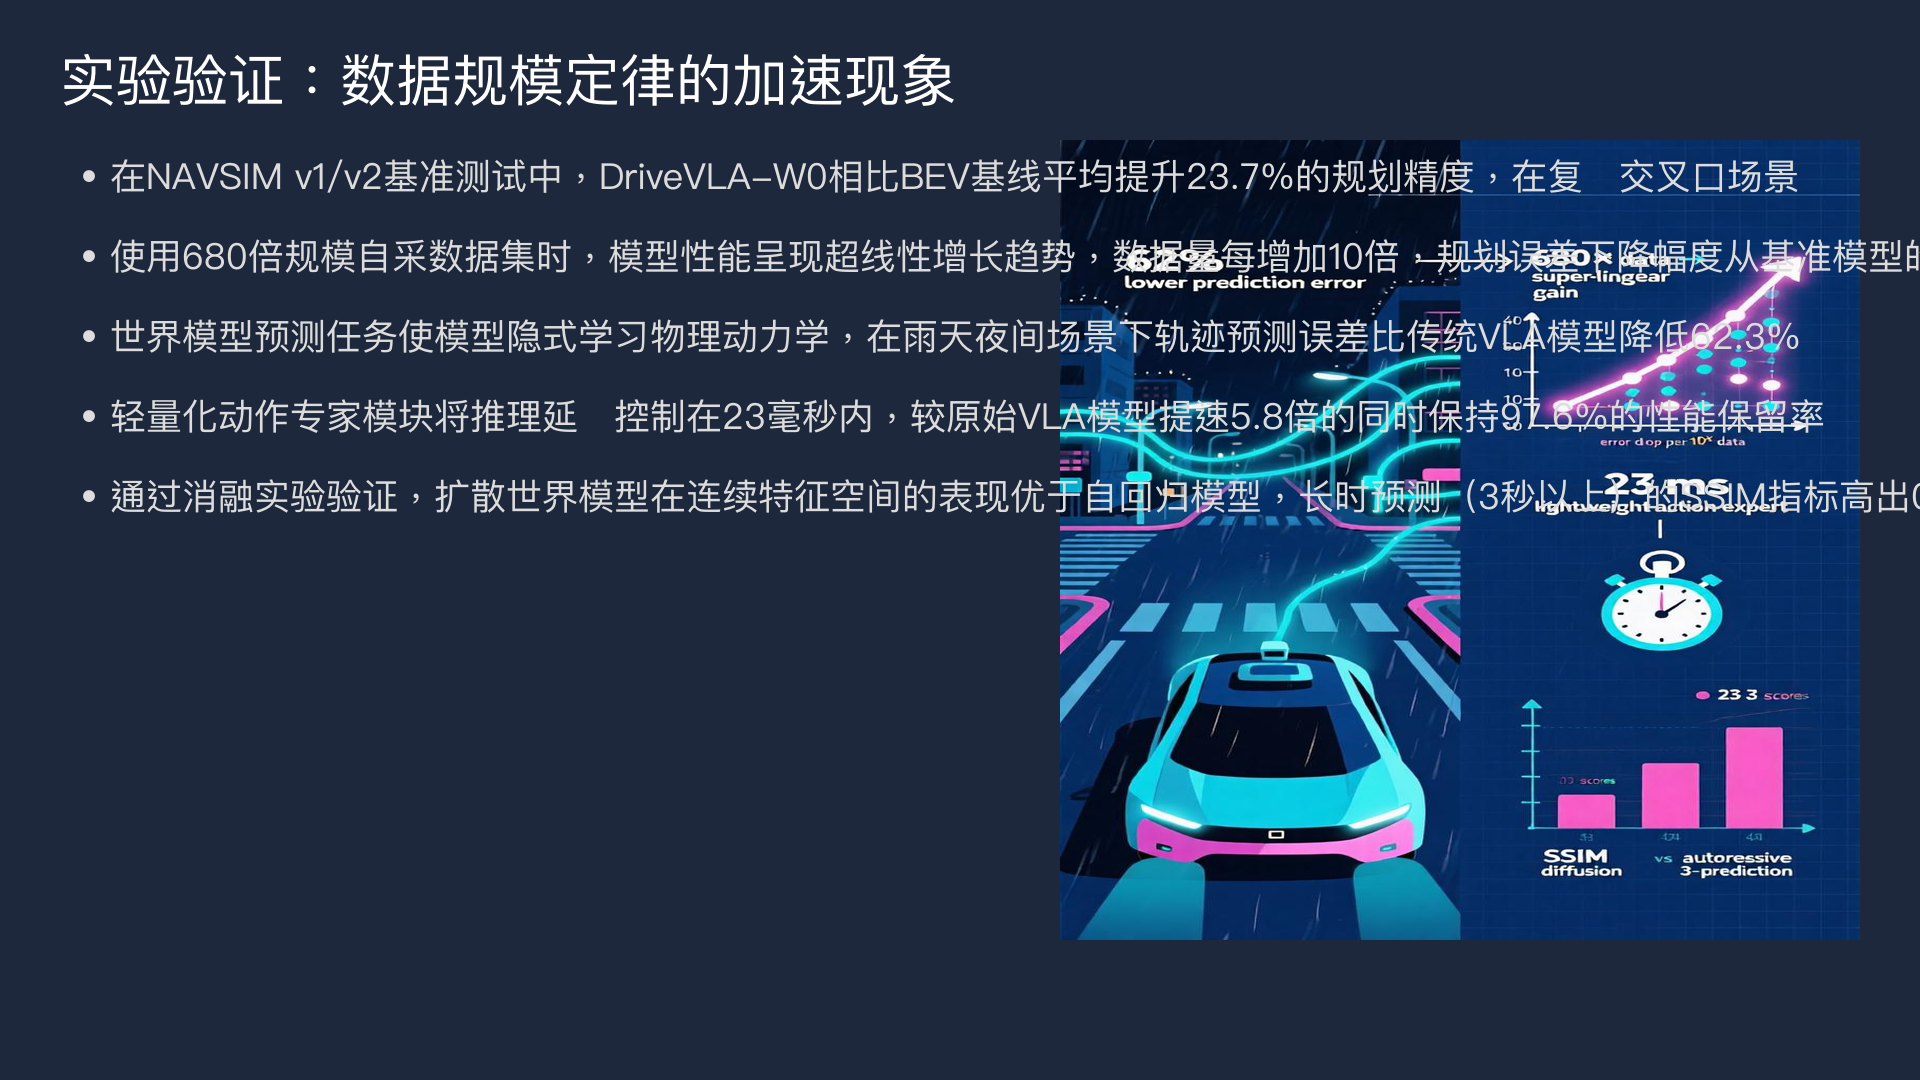 实验验证：数据规模定律的加速现象
• 在NAVSIM v1/v2基准测试中，DriveVLA-W0相比BEV基线平均提升23.7%的规划精度，在复 交叉口场景
• 使用680倍规模自采数据集时，模型性能呈现超线性增长趋势，数据量每增加10倍，规划误差下降幅度从基准模型的
• 世界模型预测任务使模型隐式学习物理动力学，在雨天夜间场景下轨迹预测误差比传统VLA模型降低62.3%
• 轻量化动作专家模块将推理延 控制在23毫秒内，较原始VLA模型提速5.8倍的同时保持97.6%的性能保留率
• 通过消融实验验证，扩散世界模型在连续特征空间的表现优于自回归模型，长时预测（3秒以上）的SSIM指标高出0
62%
lower prediction error
680× data
super-lingear
gain
10
error drop per 10x data
23 ms
lightweight action expert
23 3 scores
33 scores
SSIM
diffusion
vs
autoressive
3-prediction